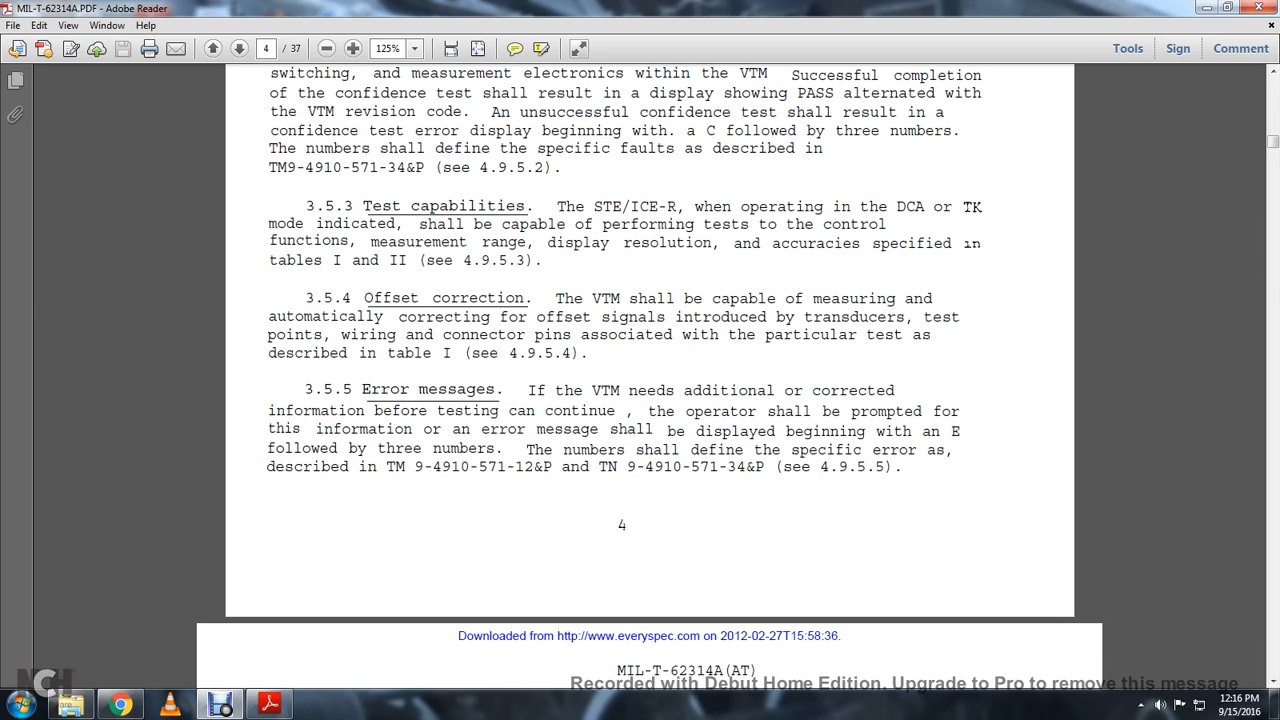 MIL-T-62314A.PDF - Adobe Reader
File Edit View Window Help
4 / 37 125% Tools Sign Comment
switching, and measurement electronics within the VTM Successful completion
of the confidence test shall result in a display showing PASS alternated with
the VTM revision code. An unsuccessful confidence test shall result in a
confidence test error display beginning with. a C followed by three numbers.
The numbers shall define the specific faults as described in
TM9-4910-571-34&P (see 4.9.5.2).
3.5.3 Test capabilities. The STE/ICE-R, when operating in the DCA or TK
mode indicated, shall be capable of performing tests to the control
functions, measurement range, display resolution, and accuracies specified in
tables I and II (see 4.9.5.3).
3.5.4 Offset correction. The VTM shall be capable of measuring and
automatically correcting for offset signals introduced by transducers, test
points, wiring and connector pins associated with the particular test as
described in table I (see 4.9.5.4).
3.5.5 Error messages. If the VTM needs additional or corrected
information before testing can continue , the operator shall be prompted for
this information or an error message shall be displayed beginning with an E
followed by three numbers. The numbers shall define the specific error as,
described in TM 9-4910-571-12&P and TN 9-4910-571-34&P (see 4.9.5.5).
4
Downloaded from http://www.everyspec.com on 2012-02-27T15:58:36.
MIL-T-62314A(AT)
Recorded with Debut Home Edition. Upgrade to Pro to remove this message
NCH
12:16 PM
9/15/2016